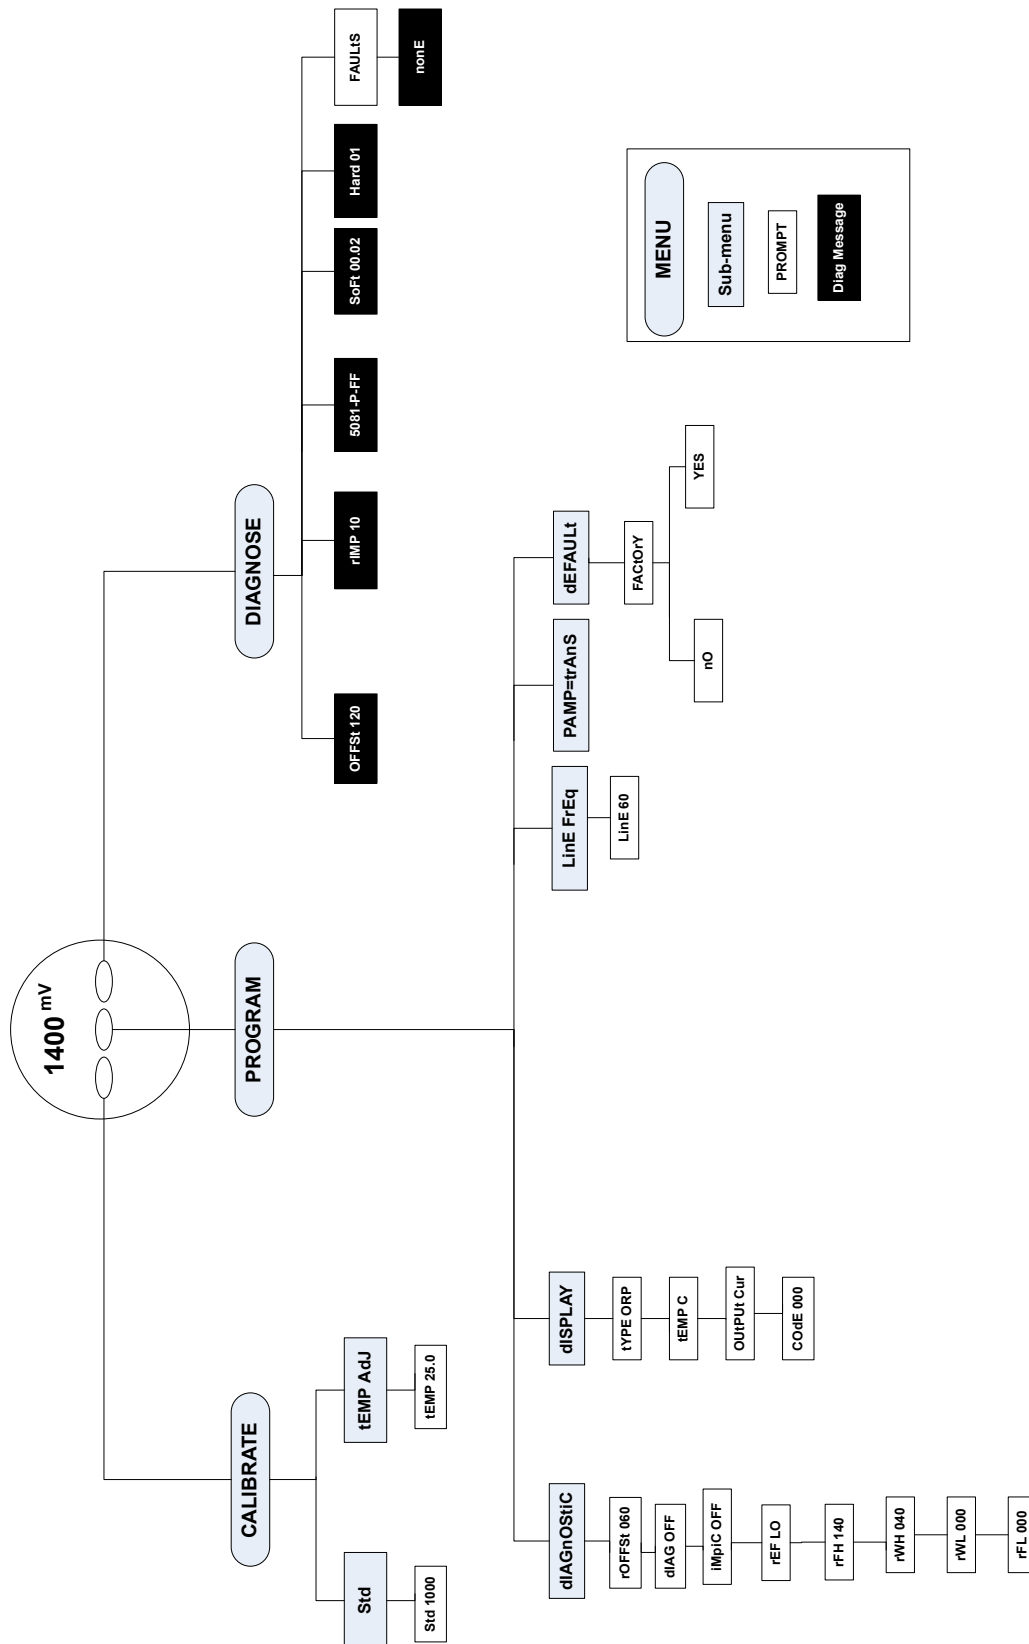 1400 mV
CALIBRATE
Std
Std 1000
tEMP AdJ
tEMP 25.0
PROGRAM
dIAGnOStiC
rOFFSt 060
dIAG OFF
iMpiC OFF
rEF LO
rFH 140
rWH 040
rWL 000
rFL 000
dISPLAY
tYPE ORP
tEMP C
OUtPUt Cur
COdE 000
LinE FrEq
LinE 60
PAMP=trAnS
dEFAULt
FACtOrY
nO
YES
DIAGNOSE
OFFSt 120
rIMP 10
5081-P-FF
SoFt 00.02
Hard 01
FAULtS
nonE
MENU
Sub-menu
PROMPT
Diag Message